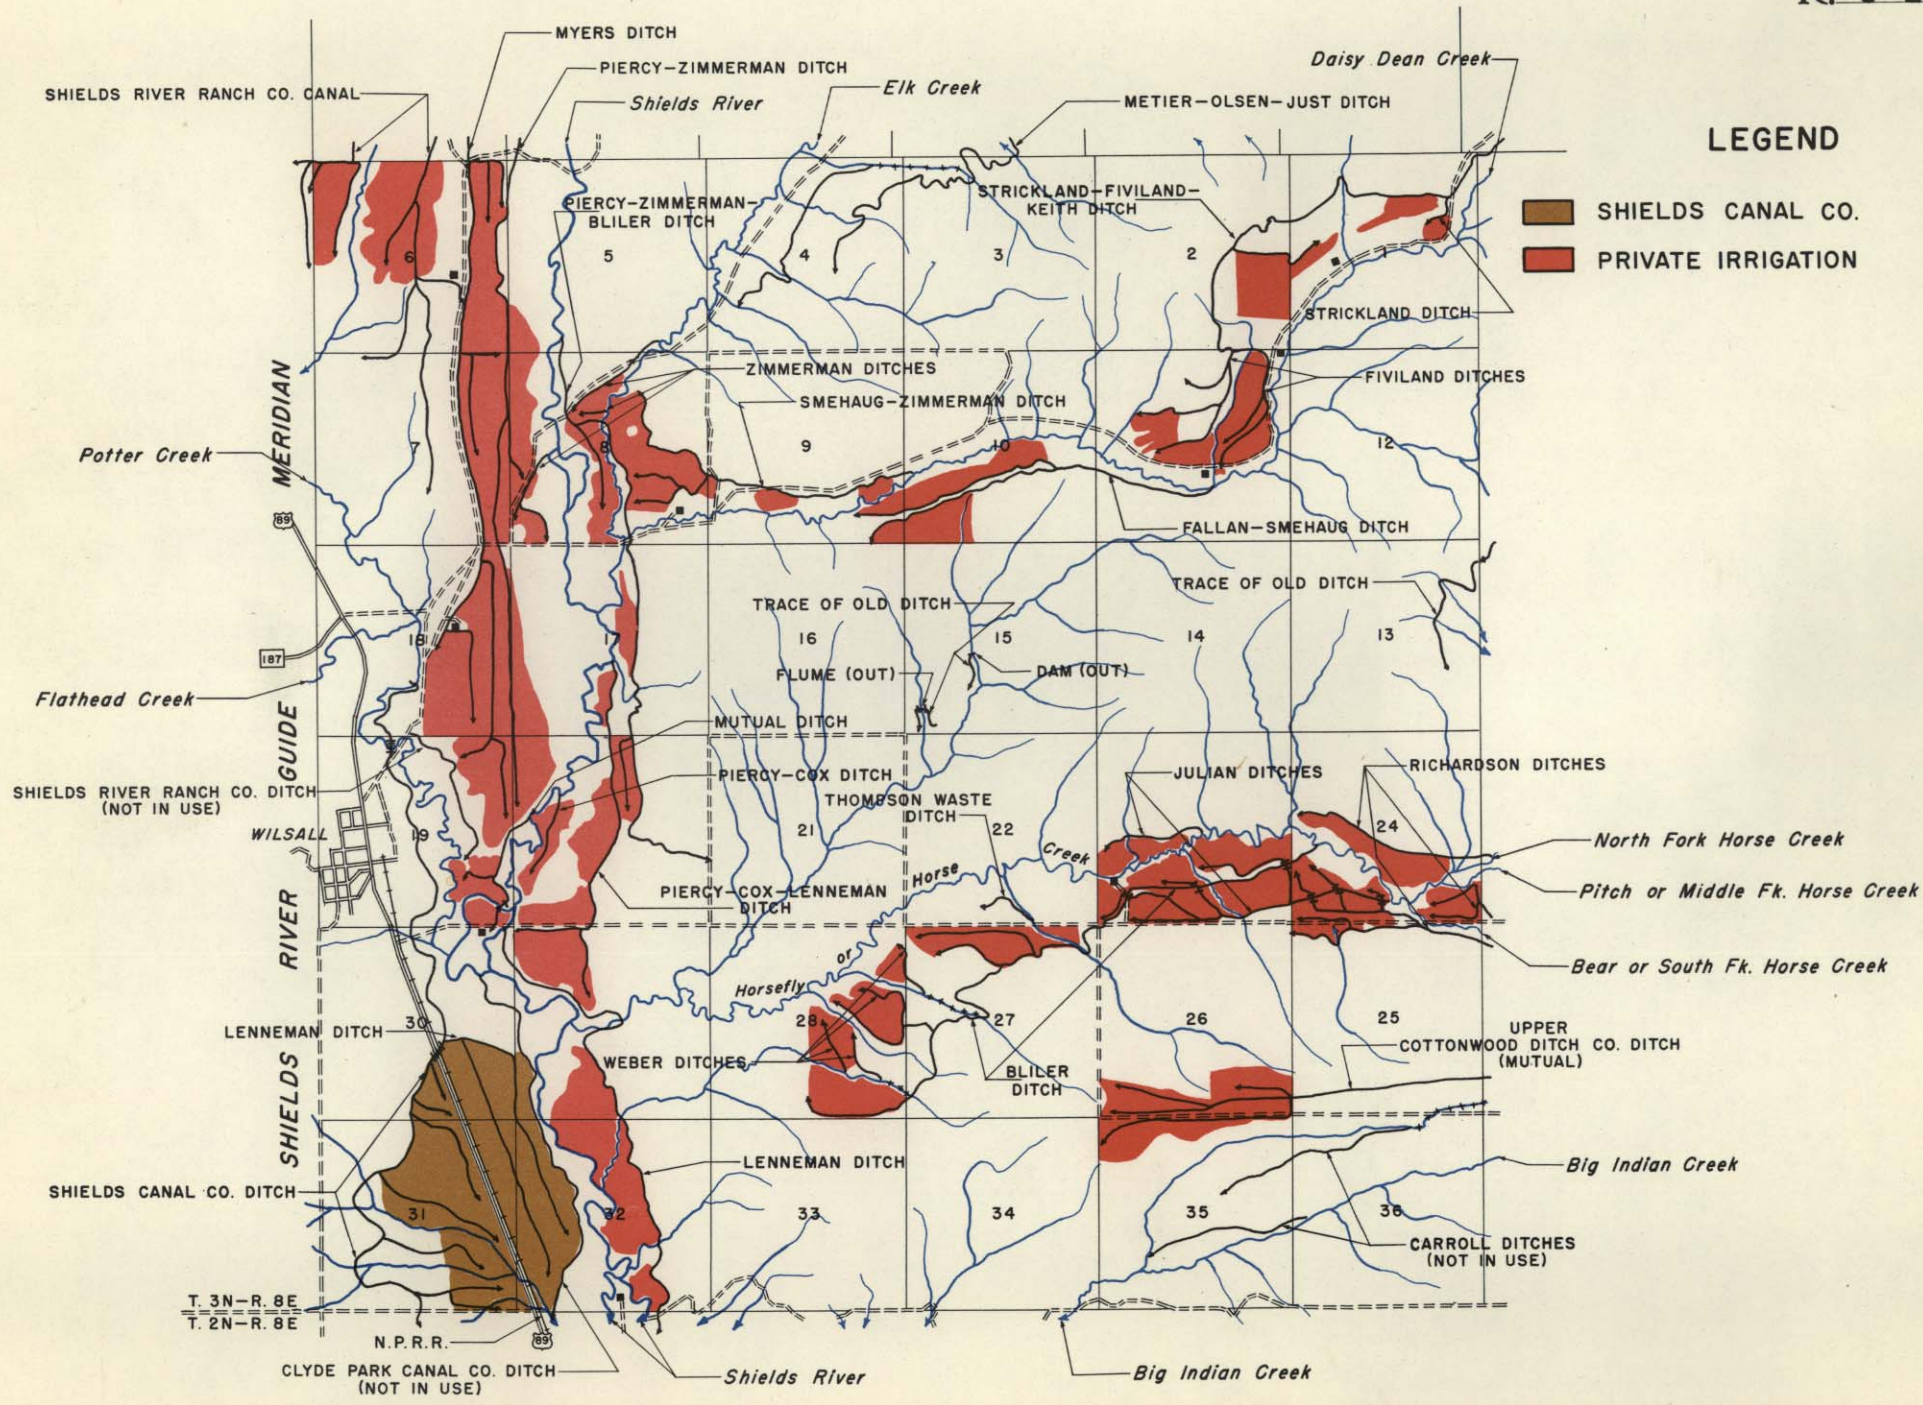 MYERS DITCH
PIERCY-ZIMMERMAN DITCH
Shields River
SHIELDS RIVER RANCH CO. CANAL
Elk Creek
METIER-OLSEN-JUST DITCH
Daisy Dean Creek
LEGEND
SHIELDS CANAL CO.
PRIVATE IRRIGATION
PIERCY-ZIMMERMAN-
BLILER DITCH
STRICKLAND-FIVILAND-
KEITH DITCH
6
5
4
3
2
1
STRICKLAND DITCH
ZIMMERMAN DITCHES
SMEHAUG-ZIMMERMAN DITCH
FIVILAND DITCHES
7
8
9
10
12
Potter Creek
89
FALLAN-SMEHAUG DITCH
TRACE OF OLD DITCH
TRACE OF OLD DITCH
18
17
16
15
14
13
187
FLUME (OUT)
DAM (OUT)
Flathead Creek
MUTUAL DITCH
PIERCY-COX DITCH
SHIELDS RIVER RANCH CO. DITCH
(NOT IN USE)
THOMPSON WASTE
DITCH
JULIAN DITCHES
RICHARDSON DITCHES
WILSALL
19
21
22
24
North Fork Horse Creek
Pitch or Middle Fk. Horse Creek
Bear or South Fk. Horse Creek
PIERCY-COX-LENNEMAN
DITCH
Horsefly or Horse Creek
LENNEMAN DITCH
30
28
27
26
25
WEBER DITCHES
BLILER
DITCH
UPPER
COTTONWOOD DITCH CO. DITCH
(MUTUAL)
SHIELDS RIVER GUIDE MERIDIAN
LENNEMAN DITCH
Big Indian Creek
SHIELDS CANAL CO. DITCH
31
32
33
34
35
36
CARROLL DITCHES
(NOT IN USE)
T. 3N-R. 8E
T. 2N-R. 8E
N.P.R.R.
89
CLYDE PARK CANAL CO. DITCH
(NOT IN USE)
Shields River
Big Indian Creek